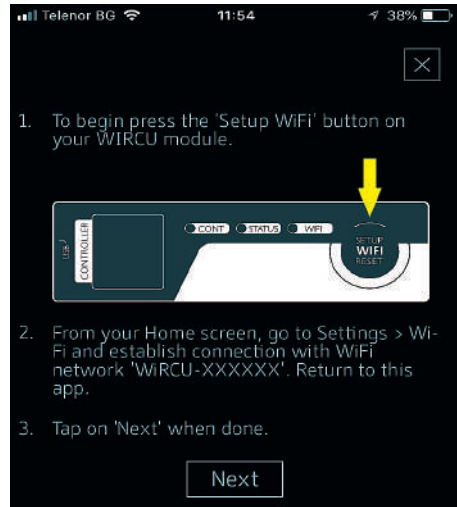 Telenor BG 11:54 38%
1. To begin press the 'Setup WiFi' button on
your WIRCU module.
USB
CONTROLLER
CONT STATUS WIFI
SETUP
WIFI
RESET
2. From your Home screen, go to Settings > Wi-
Fi and establish connection with WiFi
network 'WiRCU-XXXXXX'. Return to this
app.
3. Tap on 'Next' when done.
Next